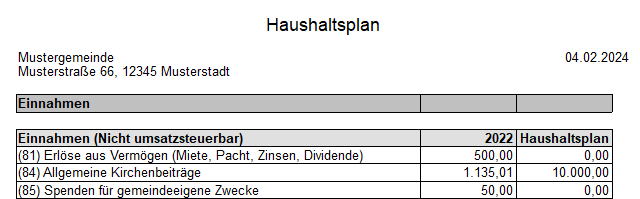 Haushaltsplan
Mustergemeinde 04.02.2024
Musterstraße 66, 12345 Musterstadt
Einnahmen
Einnahmen (Nicht umsatzsteuerbar) 2022 Haushaltsplan
(81) Erlöse aus Vermögen (Miete, Pacht, Zinsen, Dividende) 500,00 0,00
(84) Allgemeine Kirchenbeiträge 1.135,01 10.000,00
(85) Spenden für gemeindeeigene Zwecke 50,00 0,00